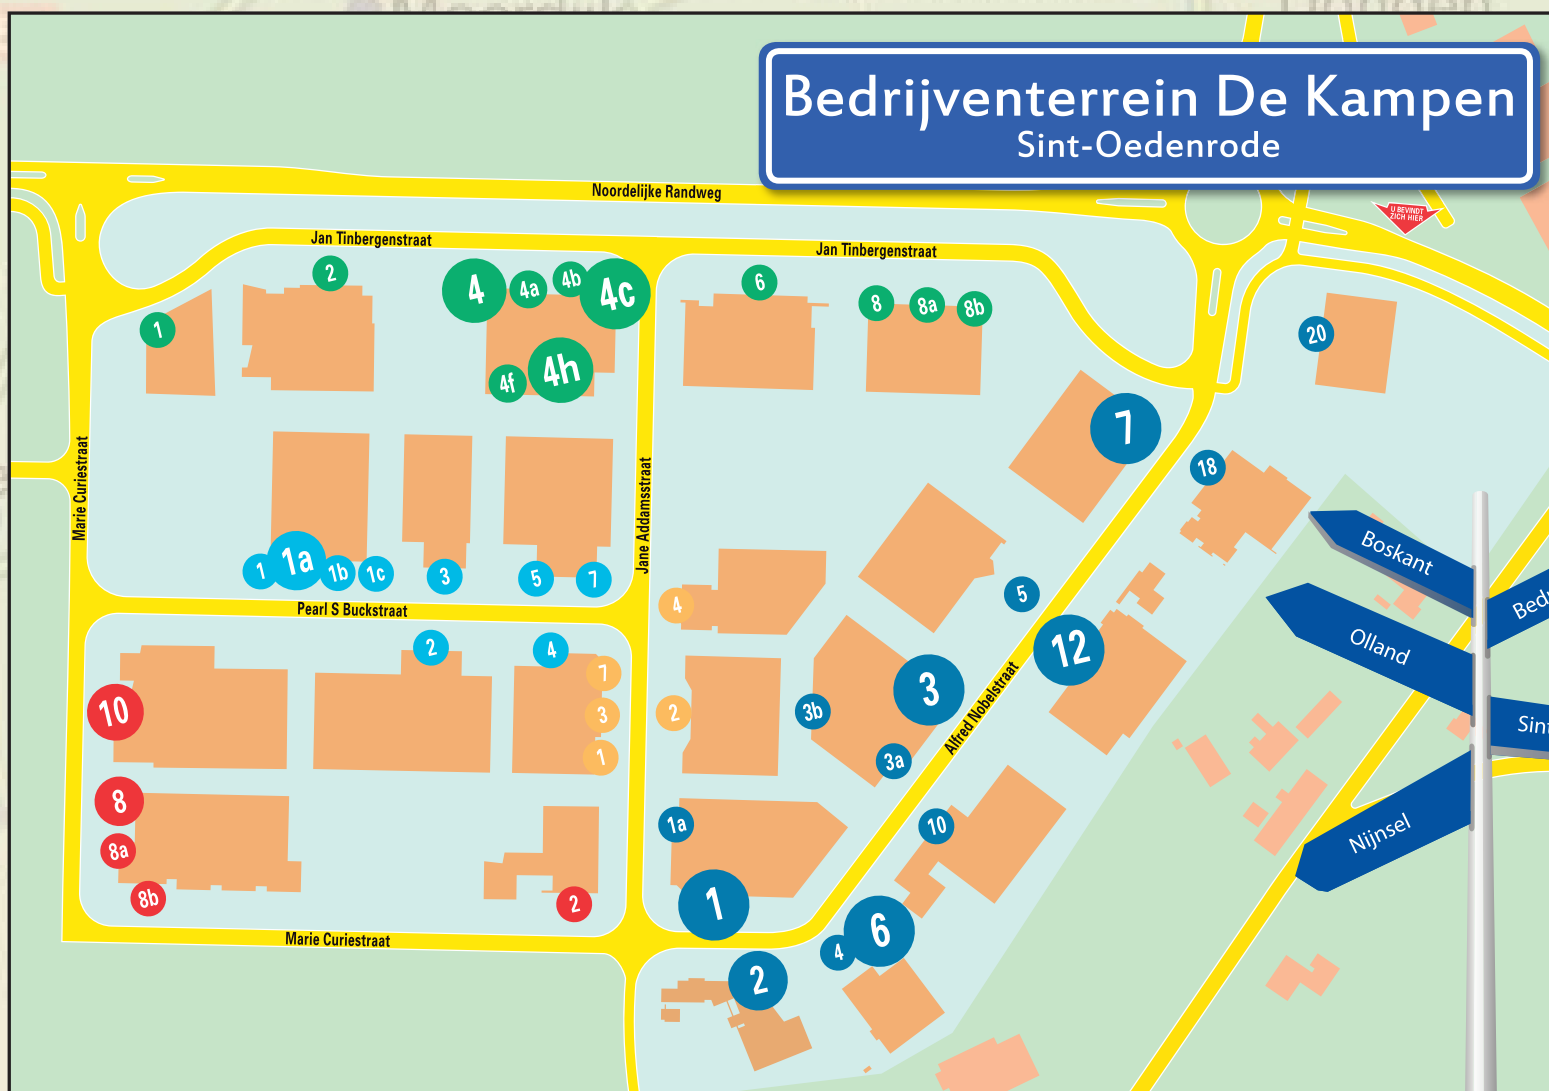 Bedrijventerrein De Kampen
Sint-Oedenrode
Noordelijke Randweg
U BEVINDT
ZICH HIER
Jan Tinbergenstraat
Jan Tinbergenstraat
2
4
4a
4b
4c
6
8
8a
8b
1
20
4f
4h
7
Marie Curiestraat
Jane Addamsstraat
18
Boskant
1
1a
1b
1c
3
5
7
5
4
Bedr
Pearl S Buckstraat
2
4
12
Olland
7
3
10
2
3b
3
Alfred Nobelstraat
Sint
1
3a
8
8a
1a
10
Nijnsel
8b
2
1
6
Marie Curiestraat
4
2